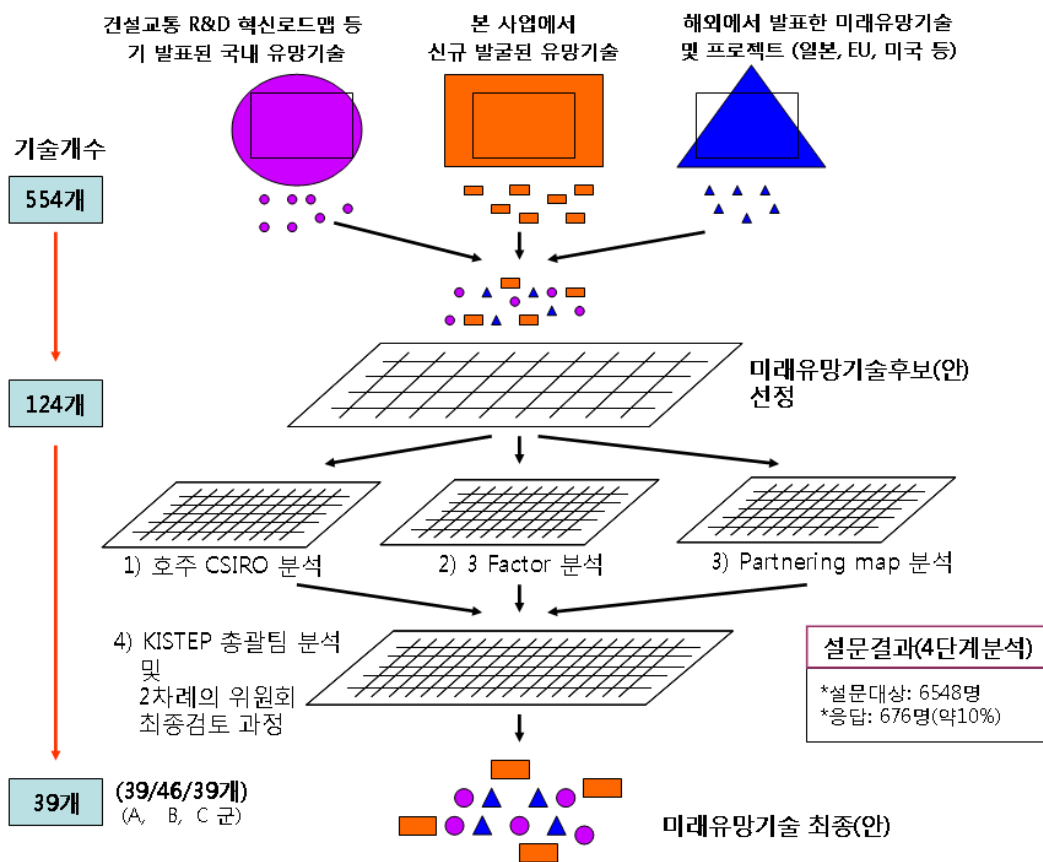 건설교통 R&D 혁신로드맵 등
기 발표된 국내 유망기술
본 사업에서
신규 발굴된 유망기술
해외에서 발표한 미래유망기술
및 프로젝트 (일본, EU, 미국 등)
기술개수
554개
124개
미래유망기술후보(안)
선정
1) 호주 CSIRO 분석
2) 3 Factor 분석
3) Partnering map 분석
4) KISTEP 총괄팀 분석
및
2차례의 위원회
최종검토 과정
설문결과(4단계분석)
*설문대상: 6548명
*응답: 676명(약10%)
39개
(39/46/39개)
(A, B, C 군)
미래유망기술 최종(안)